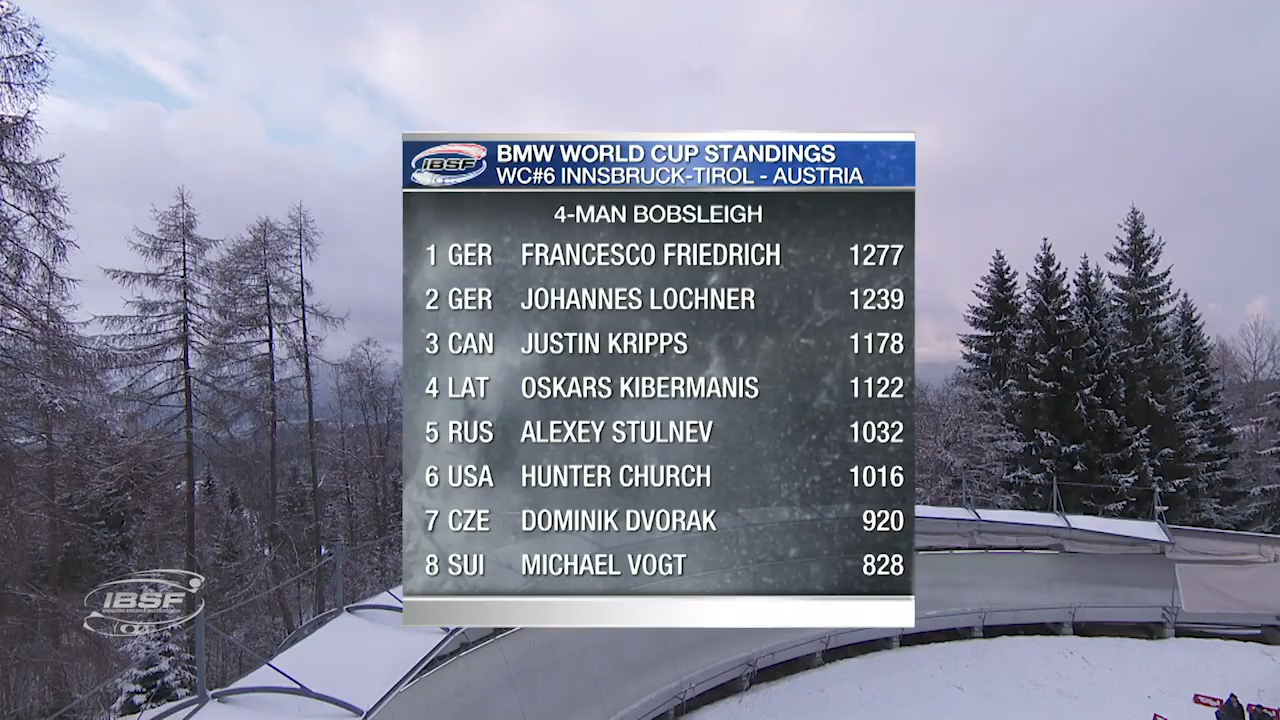 IBSF
BMW WORLD CUP STANDINGS
WC#6 INNSBRUCK-TIROL - AUSTRIA
4-MAN BOBSLEIGH
1 GER FRANCESCO FRIEDRICH 1277
2 GER JOHANNES LOCHNER 1239
3 CAN JUSTIN KRIPPS 1178
4 LAT OSKARS KIBERMANIS 1122
5 RUS ALEXEY STULNEV 1032
6 USA HUNTER CHURCH 1016
7 CZE DOMINIK DVORAK 920
8 SUI MICHAEL VOGT 828
IBSF